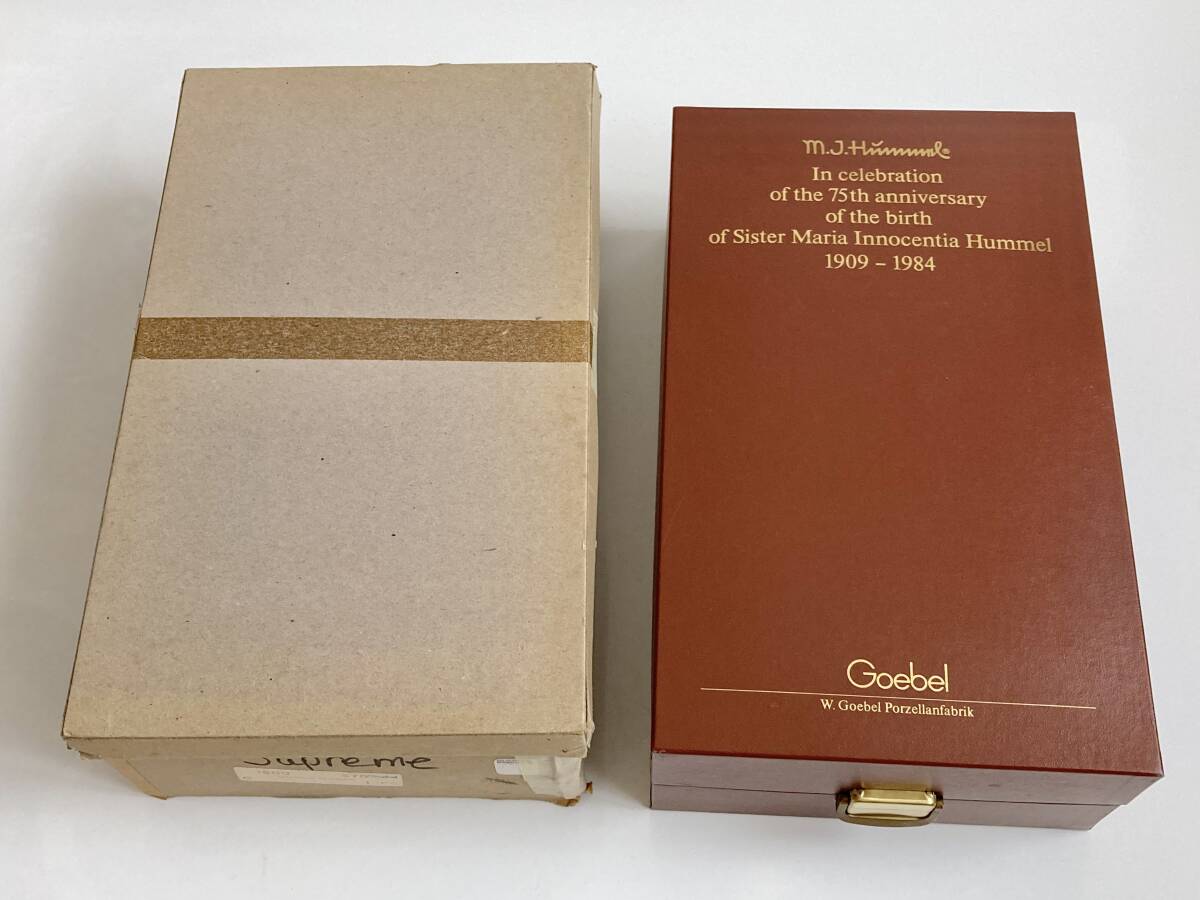 Supreme
M.J.Hummel®
In celebration
of the 75th anniversary
of the birth
of Sister Maria Innocentia Hummel
1909 – 1984
Goebel
W. Goebel Porzellanfabrik